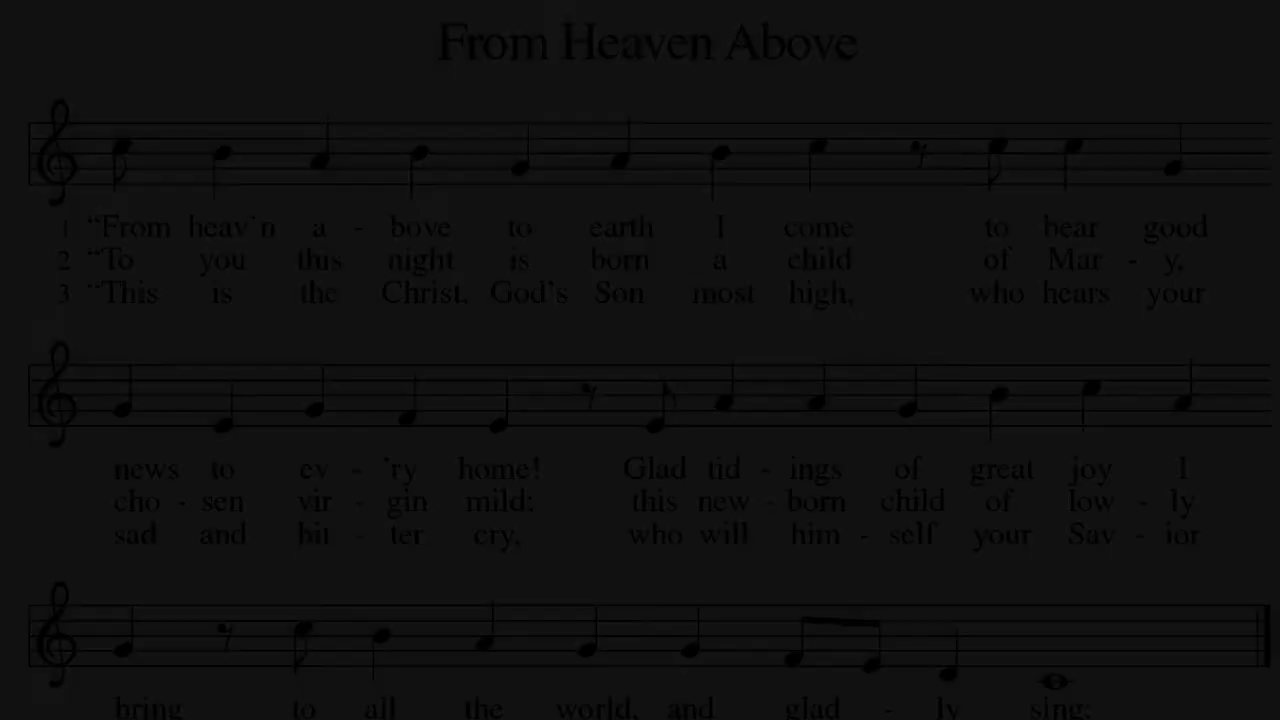 From Heaven Above
1 “From heav'n a - bove to earth I come to bear good
2 “To you this night is born a child of Mar - y,
3 “This is the Christ, God's Son most high, who hears your
news to ev - 'ry home! Glad tid - ings of great joy I
cho - sen vir - gin mild; this new - born child of low - ly
sad and bit - ter cry, who will him - self your Sav - ior
bring to all the world, and glad - ly sing: